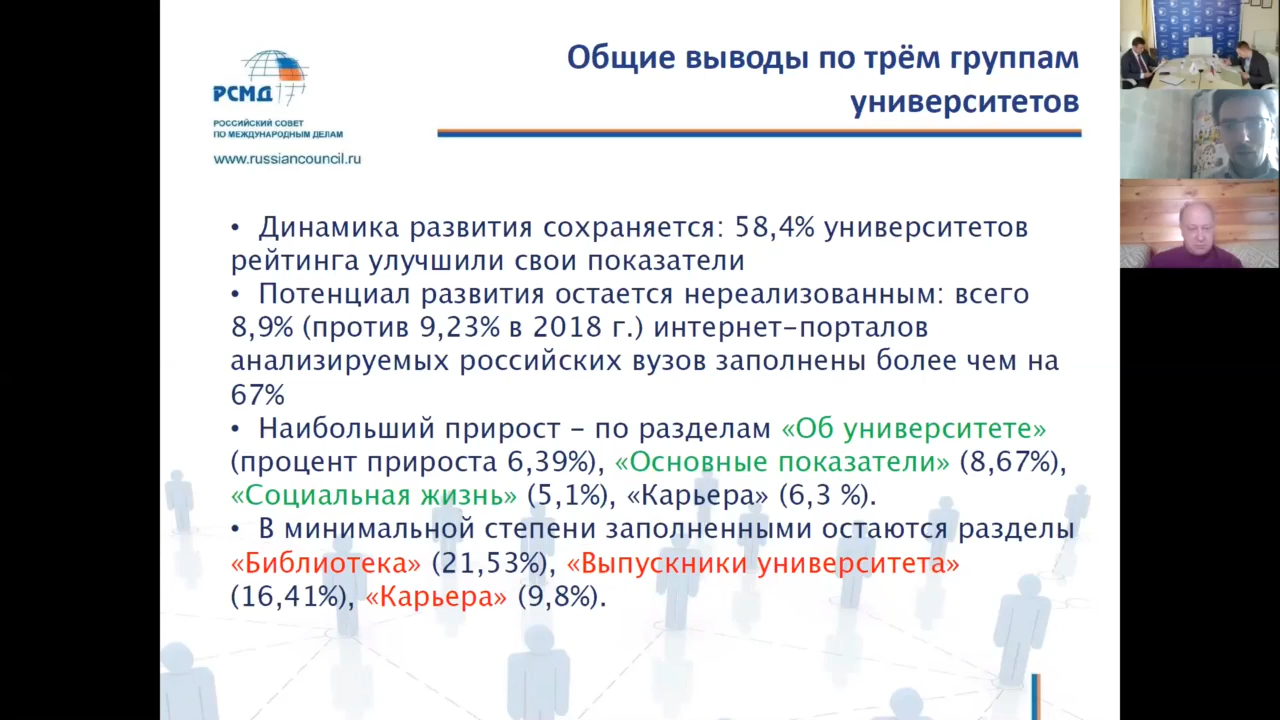 Общие выводы по трём группам
университетов
РСМД
РОССИЙСКИЙ СОВЕТ
ПО МЕЖДУНАРОДНЫМ ДЕЛАМ
www.russiancouncil.ru
• Динамика развития сохраняется: 58,4% университетов
рейтинга улучшили свои показатели
• Потенциал развития остается нереализованным: всего
8,9% (против 9,23% в 2018 г.) интернет-порталов
анализируемых российских вузов заполнены более чем на
67%
• Наибольший прирост - по разделам «Об университете»
(процент прироста 6,39%), «Основные показатели» (8,67%),
«Социальная жизнь» (5,1%), «Карьера» (6,3 %).
• В минимальной степени заполненными остаются разделы
«Библиотека» (21,53%), «Выпускники университета»
(16,41%), «Карьера» (9,8%).